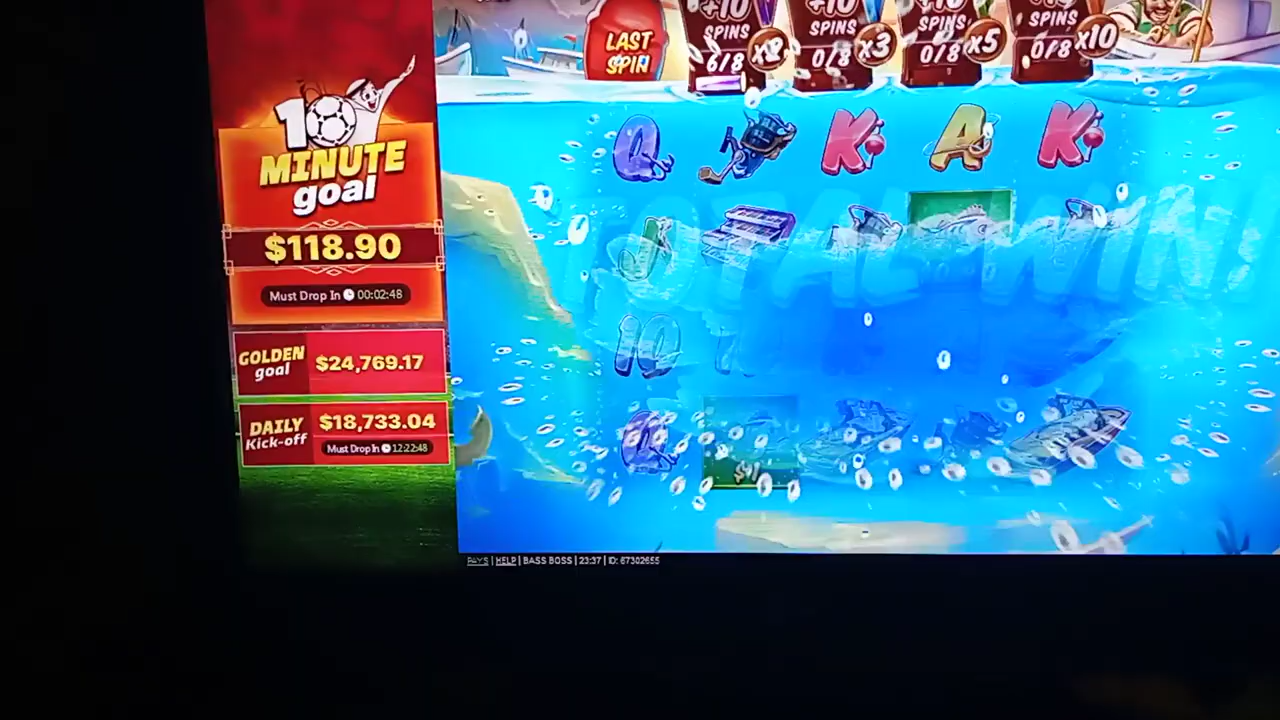 +10 +10 +10
SPINS SPINS SPINS SPINS
LAST
SPIN
6/8 x2 0/8 x3 0/8 x5 0/8 x10
10
MINUTE
goal
$118.90
Must Drop In 00:02:48
GOLDEN
goal
$24,769.17
DAILY
Kick-off
$18,733.04
Must Drop In 12:22:48
Q K A K
J
TOTAL WIN!
10
Q
PAYS | HELP | BASS BOSS | 23:37 | ID: 67302655